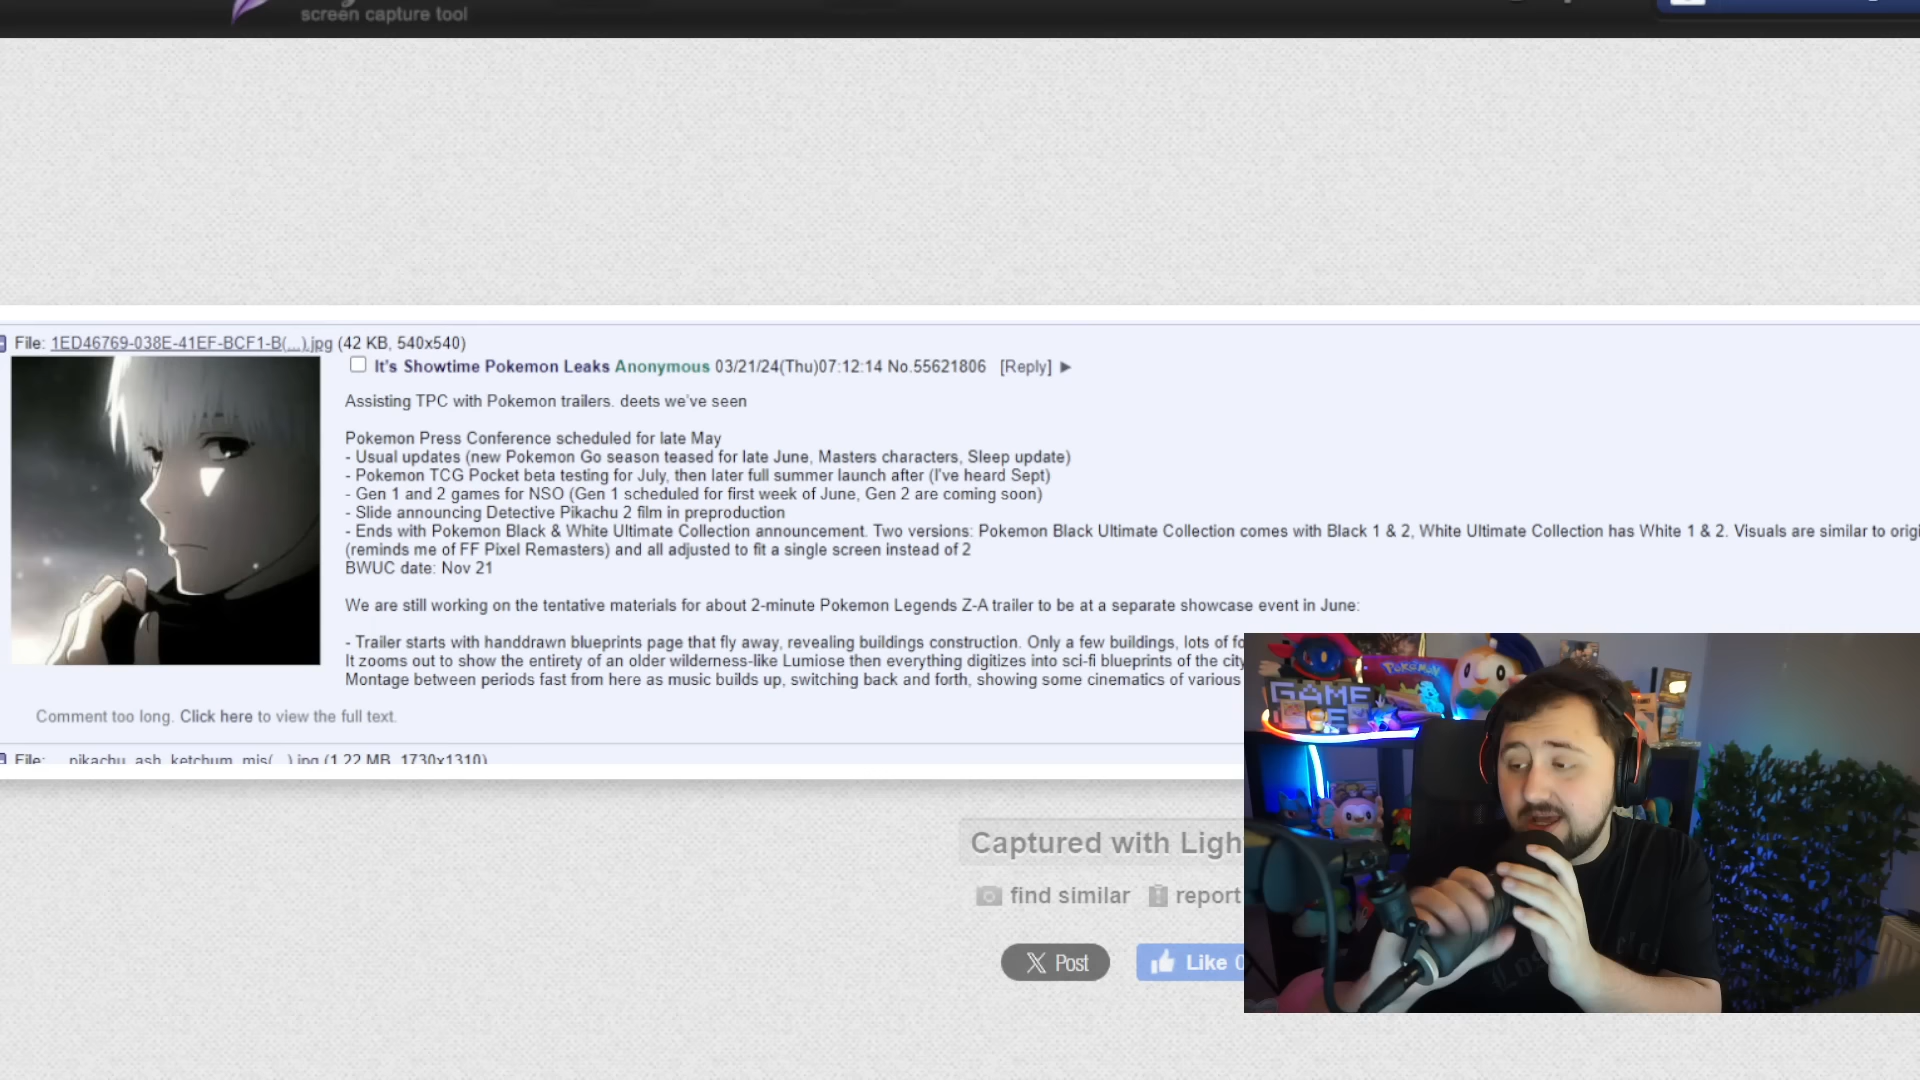 screen capture tool
File: 1ED46769-038E-41EF-BCF1-B(...).jpg (42 KB, 540x540)
It's Showtime Pokemon Leaks Anonymous 03/21/24(Thu)07:12:14 No.55621806 [Reply] ▶
Assisting TPC with Pokemon trailers. deets we've seen
Pokemon Press Conference scheduled for late May
- Usual updates (new Pokemon Go season teased for late June, Masters characters, Sleep update)
- Pokemon TCG Pocket beta testing for July, then later full summer launch after (I've heard Sept)
- Gen 1 and 2 games for NSO (Gen 1 scheduled for first week of June, Gen 2 are coming soon)
- Slide announcing Detective Pikachu 2 film in preproduction
- Ends with Pokemon Black & White Ultimate Collection announcement. Two versions: Pokemon Black Ultimate Collection comes with Black 1 & 2, White Ultimate Collection has White 1 & 2. Visuals are similar to origi
(reminds me of FF Pixel Remasters) and all adjusted to fit a single screen instead of 2
BWUC date: Nov 21
We are still working on the tentative materials for about 2-minute Pokemon Legends Z-A trailer to be at a separate showcase event in June:
- Trailer starts with handdrawn blueprints page that fly away, revealing buildings construction. Only a few buildings, lots of fo
It zooms out to show the entirety of an older wilderness-like Lumiose then everything digitizes into sci-fi blueprints of the city
Montage between periods fast from here as music builds up, switching back and forth, showing some cinematics of various
Comment too long. Click here to view the full text.
File: pikachu_ash_ketchum_mis(...).jpg (1.22 MB, 1730x1310)
POKéMON
GAME
Captured with Ligh
find similar report
X Post Like 0